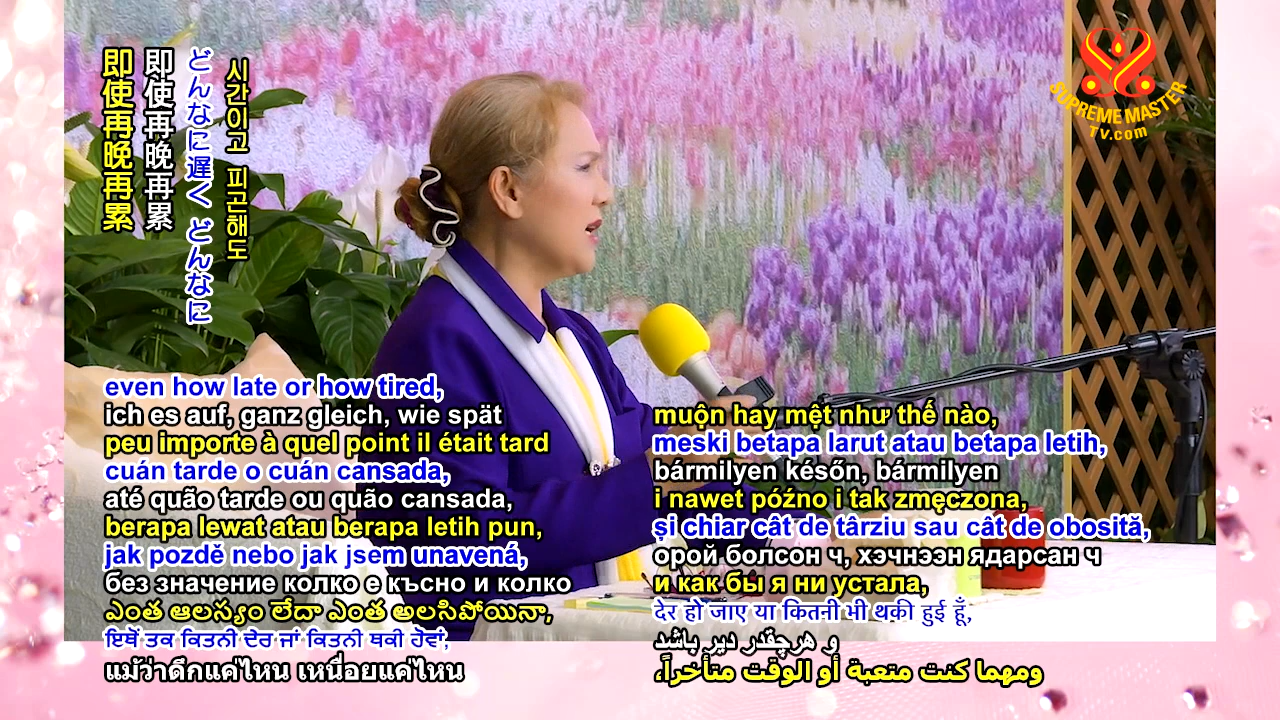 即使再晚再累
即使再晚再累
どんなに遅く どんなに
시간이고 피곤해도
SUPREME MASTER
TV.com
even how late or how tired,
ich es auf, ganz gleich, wie spät
peu importe à quel point il était tard
cuán tarde o cuán cansada,
até quão tarde ou quão cansada,
berapa lewat atau berapa letih pun,
jak pozdě nebo jak jsem unavená,
без значение колко е късно и колко
ఎంత ఆలస్యం లేదా ఎంత అలసిపోయినా,
ਇਥੋਂ ਤਕ ਕਿਤਨੀ ਦੇਰ ਜਾਂ ਕਿਤਨੀ ਥਕੀ ਹੋਵਾਂ,
แม้ว่าดึกแค่ไหน เหนื่อยแค่ไหน
muộn hay mệt như thế nào,
meski betapa larut atau betapa letih,
bármilyen későn, bármilyen
i nawet późno i tak zmęczona,
și chiar cât de târziu sau cât de obosită,
орой болсон ч, хэчнээн ядарсан ч
и как бы я ни устала,
देर हो जाए या कितनी भी थकी हुई हूँ,
و هرچقدر دیر باشد
ومهما كنت متعبة أو الوقت متأخراً،